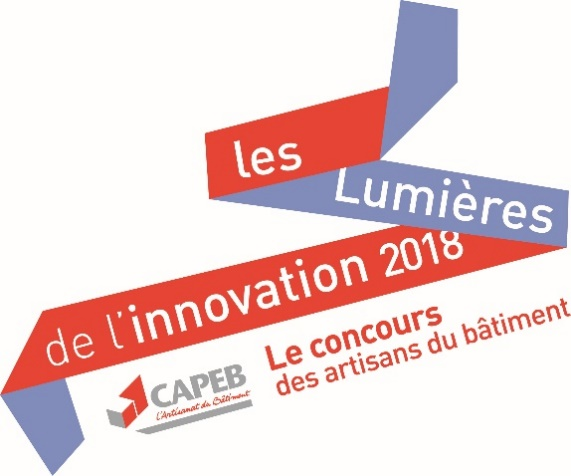 les
Lumières
de l'innovation 2018
Le concours
des artisans du bâtiment
CAPEB
L'Artisanat du Bâtiment